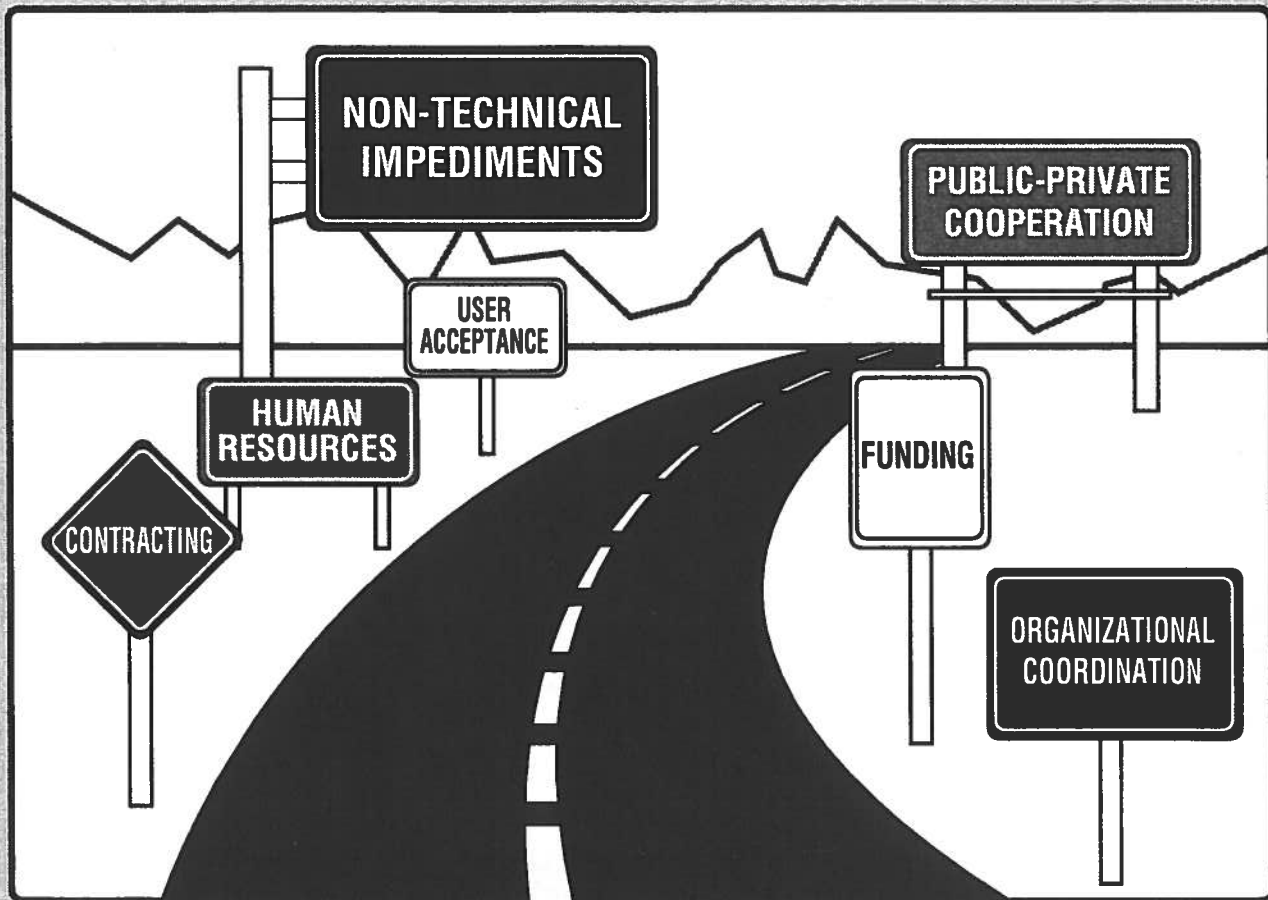 NON-TECHNICAL
IMPEDIMENTS
PUBLIC-PRIVATE
COOPERATION
USER
ACCEPTANCE
HUMAN
RESOURCES
FUNDING
CONTRACTING
ORGANIZATIONAL
COORDINATION